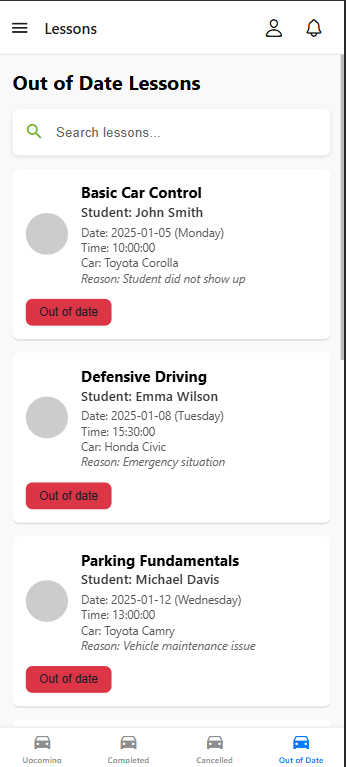 Lessons
Out of Date Lessons
Search lessons...
Basic Car Control
Student: John Smith
Date: 2025-01-05 (Monday)
Time: 10:00:00
Car: Toyota Corolla
Reason: Student did not show up
Out of date
Defensive Driving
Student: Emma Wilson
Date: 2025-01-08 (Tuesday)
Time: 15:30:00
Car: Honda Civic
Reason: Emergency situation
Out of date
Parking Fundamentals
Student: Michael Davis
Date: 2025-01-12 (Wednesday)
Time: 13:00:00
Car: Toyota Camry
Reason: Vehicle maintenance issue
Out of date
Upcoming Completed Cancelled Out of Date